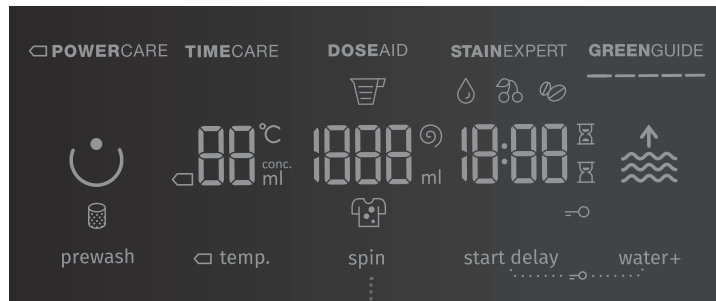 POWERCARE TIMECARE DOSEAID STAINEXPERT GREENGUIDE
88 °C 1888 18:88
conc.
ml ml
prewash temp. spin start delay water+